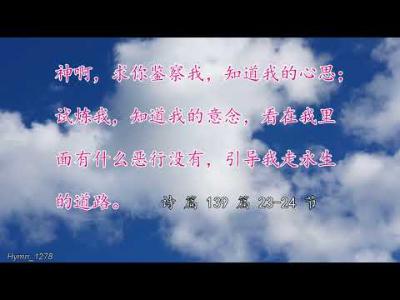 神啊，求你鉴察我，知道我的心思；
试炼我，知道我的意念，看在我里
面有什么恶行没有，引导我走永生
的道路。 诗 篇 139 篇 23-24 节
Hymn_1278